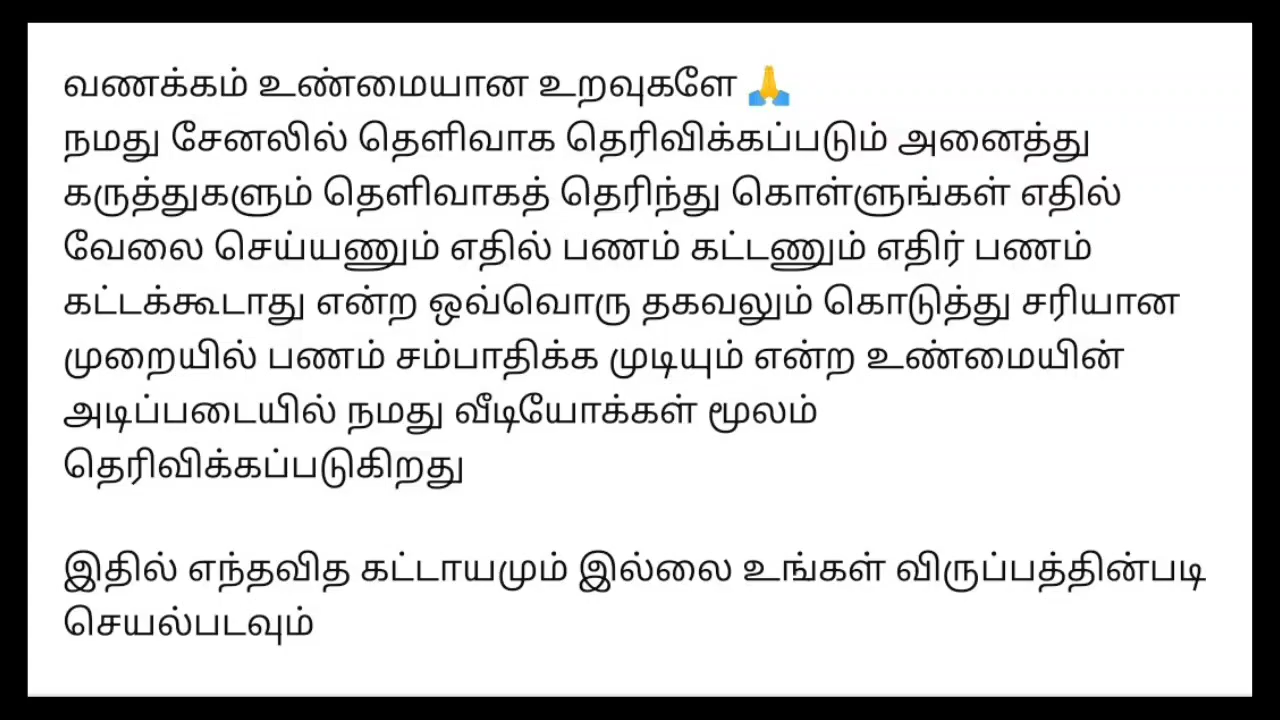 வணக்கம் உண்மையான உறவுகளே 🙏
நமது சேனலில் தெளிவாக தெரிவிக்கப்படும் அனைத்து
கருத்துகளும் தெளிவாகத் தெரிந்து கொள்ளுங்கள் எதில்
வேலை செய்யணும் எதில் பணம் கட்டணும் எதிர் பணம்
கட்டக்கூடாது என்ற ஒவ்வொரு தகவலும் கொடுத்து சரியான
முறையில் பணம் சம்பாதிக்க முடியும் என்ற உண்மையின்
அடிப்படையில் நமது வீடியோக்கள் மூலம்
தெரிவிக்கப்படுகிறது
இதில் எந்தவித கட்டாயமும் இல்லை உங்கள் விருப்பத்தின்படி
செயல்படவும்